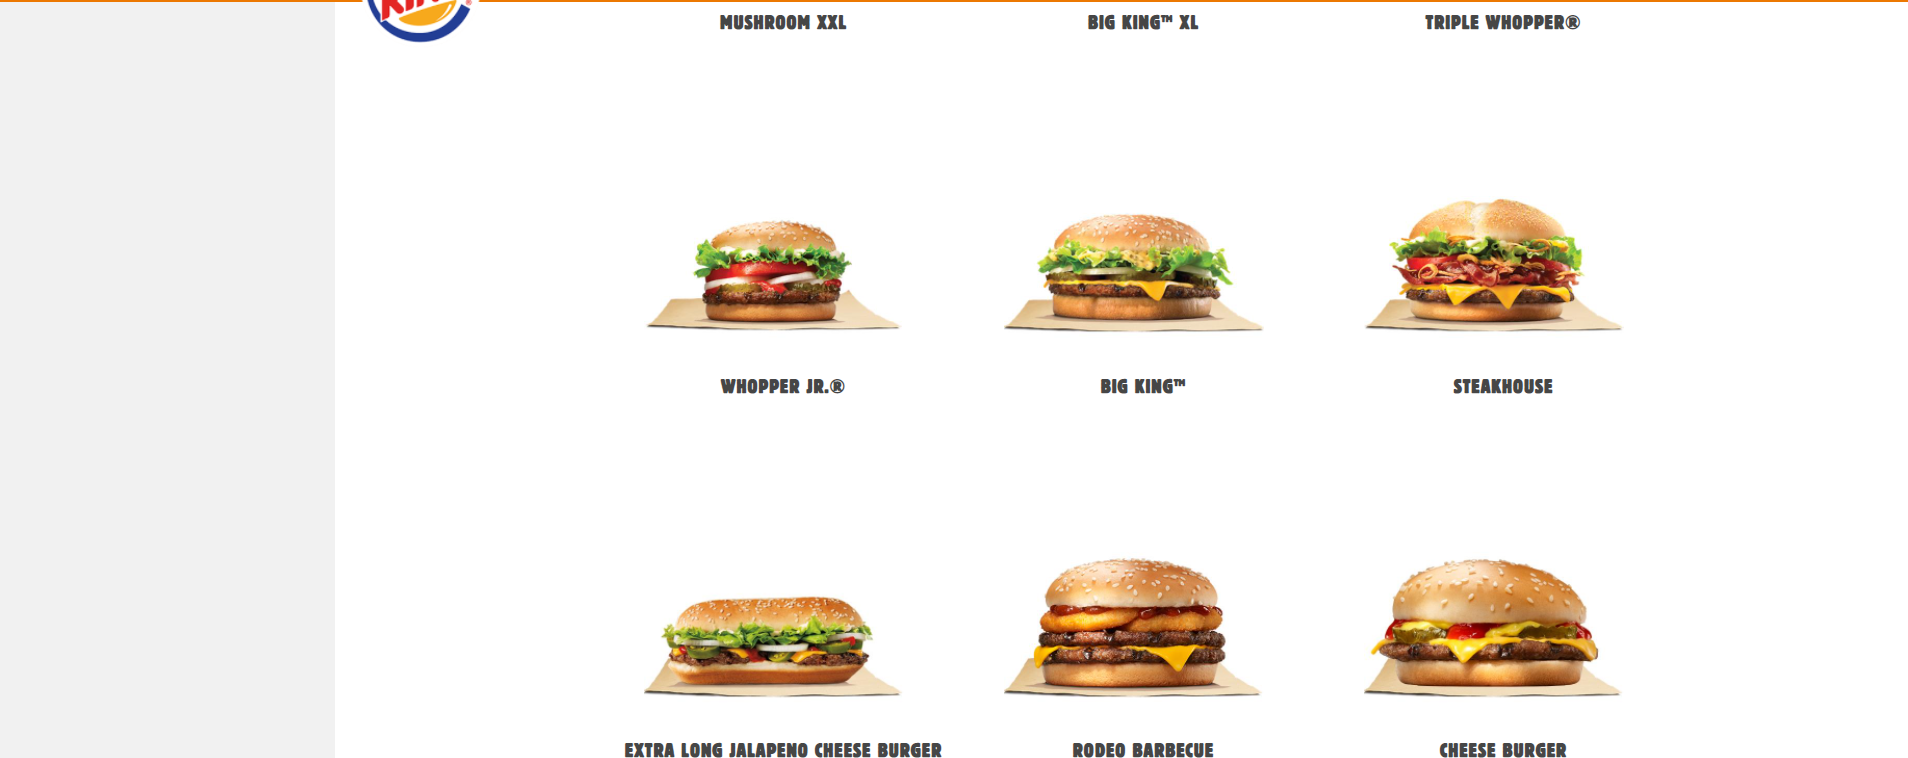 MUSHROOM XXL
BIG KING™ XL
TRIPLE WHOPPER®
WHOPPER JR.®
BIG KING™
STEAKHOUSE
EXTRA LONG JALAPENO CHEESE BURGER
RODEO BARBECUE
CHEESE BURGER